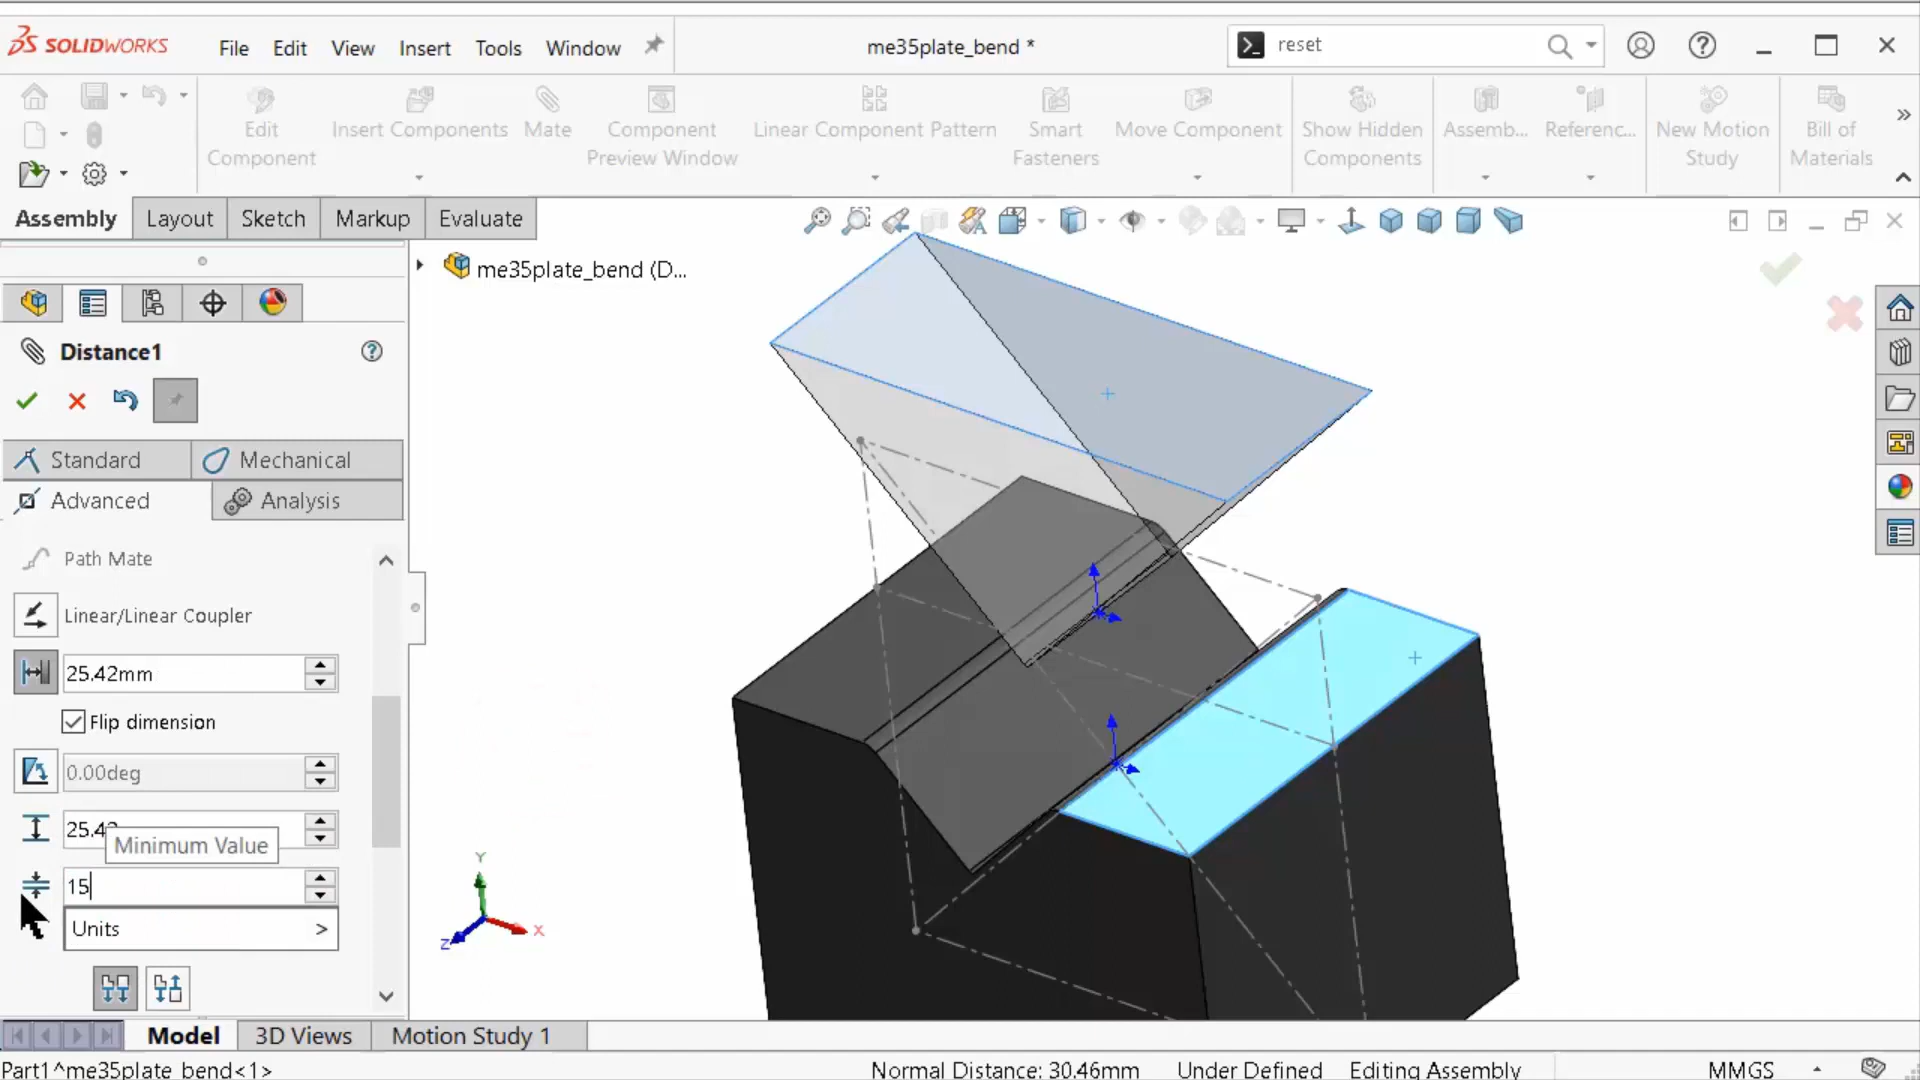 SOLIDWORKS File Edit View Insert Tools Window me35plate_bend * reset
Edit Component
Insert Components
Mate
Component Preview Window
Linear Component Pattern
Smart Fasteners
Move Component
Show Hidden Components
Assemb...
Referenc...
New Motion Study
Bill of Materials
Assembly Layout Sketch Markup Evaluate
me35plate_bend (D...
Distance1
Standard Mechanical
Advanced Analysis
Path Mate
Linear/Linear Coupler
25.42mm
Flip dimension
0.00deg
25.42
Minimum Value
15
Units >
Y
X
Z
Model 3D Views Motion Study 1
Part1^me35plate_bend<1> Normal Distance: 30.46mm Under Defined Editing Assembly MMGS